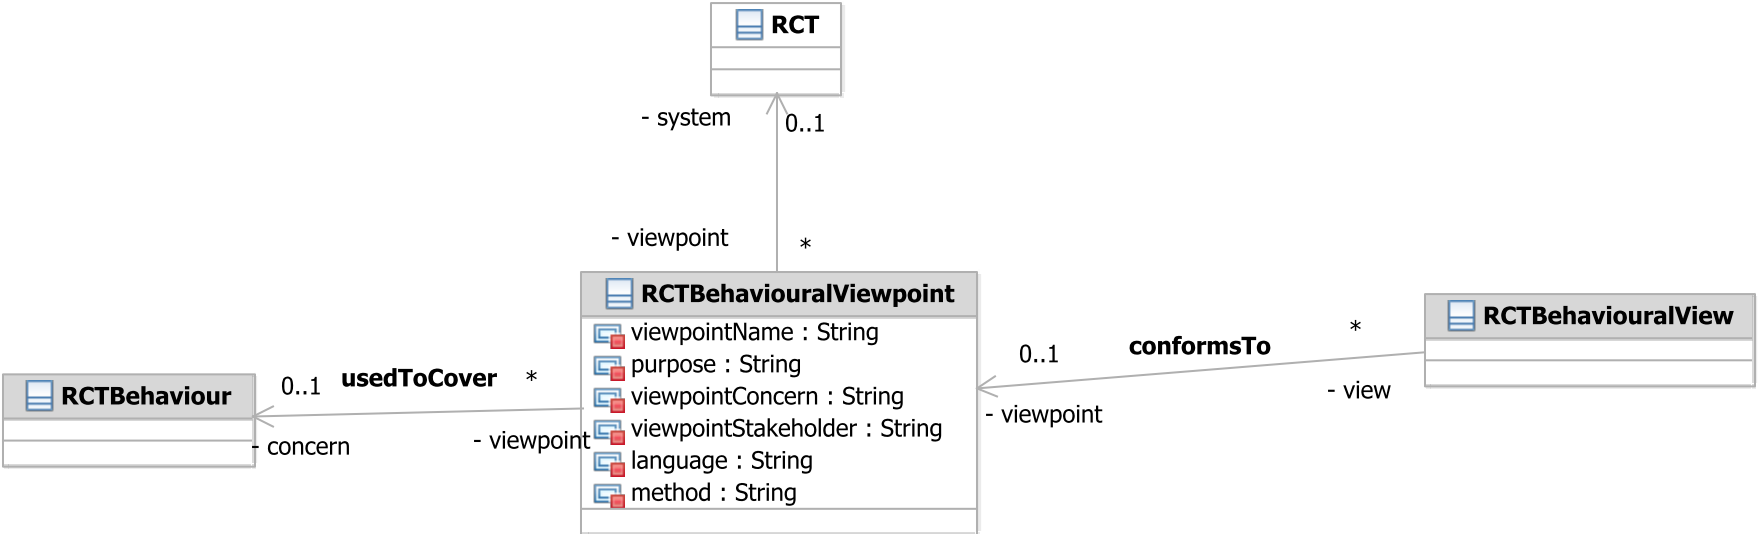 RCT
- system
0..1
- viewpoint
*
RCTBehaviouralViewpoint
viewpointName : String
purpose : String
viewpointConcern : String
viewpointStakeholder : String
language : String
method : String
RCTBehaviour
0..1
usedToCover
*
- concern
- viewpoint
0..1
conformsTo
*
- viewpoint
- view
RCTBehaviouralView